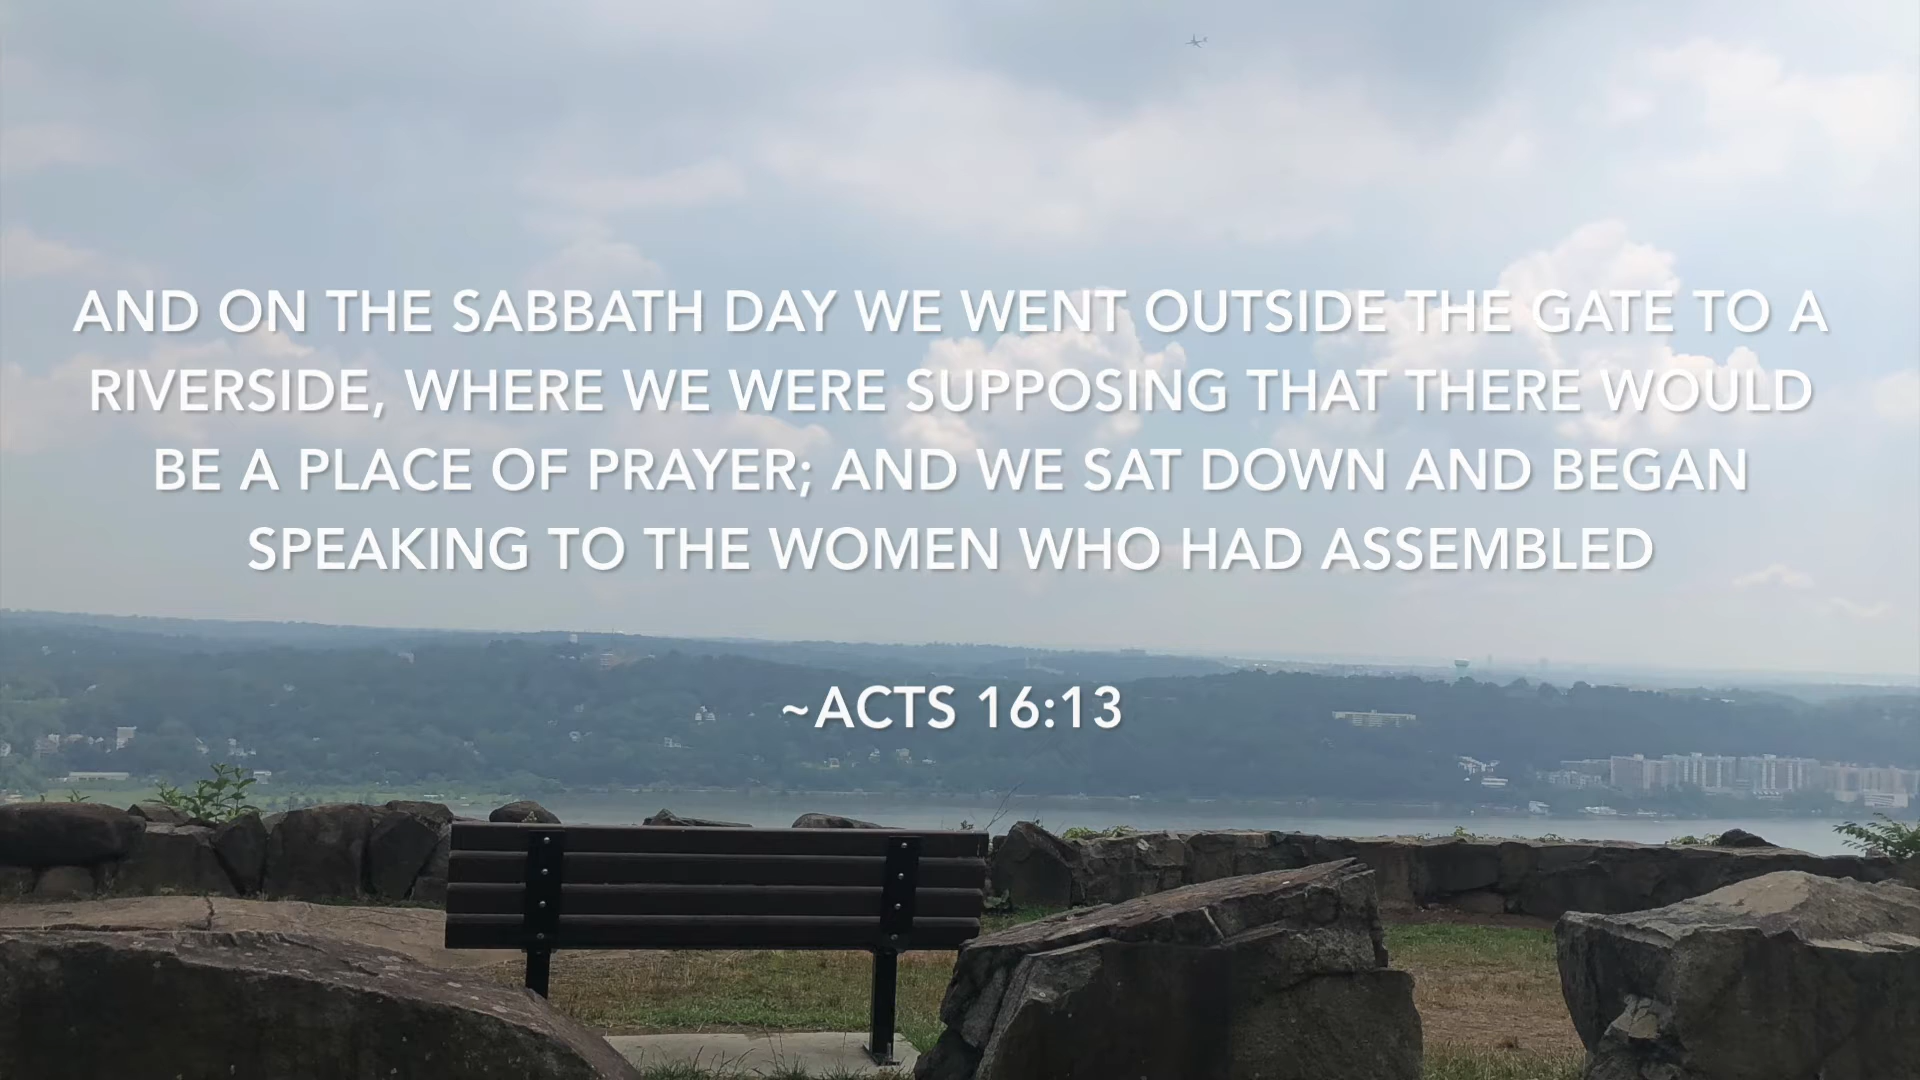 AND ON THE SABBATH DAY WE WENT OUTSIDE THE GATE TO A
RIVERSIDE, WHERE WE WERE SUPPOSING THAT THERE WOULD
BE A PLACE OF PRAYER; AND WE SAT DOWN AND BEGAN
SPEAKING TO THE WOMEN WHO HAD ASSEMBLED
~ACTS 16:13